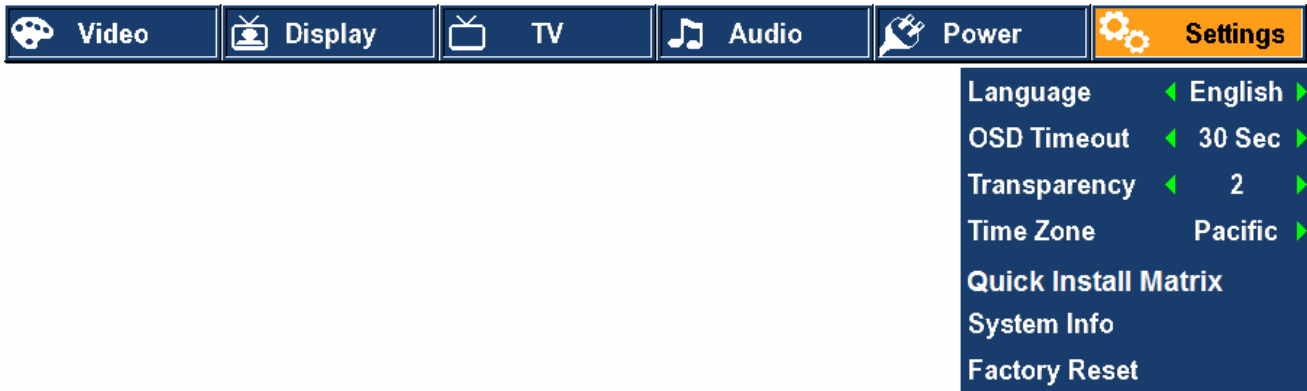 Video Display TV Audio Power Settings
Language English
OSD Timeout 30 Sec
Transparency 2
Time Zone Pacific
Quick Install Matrix
System Info
Factory Reset